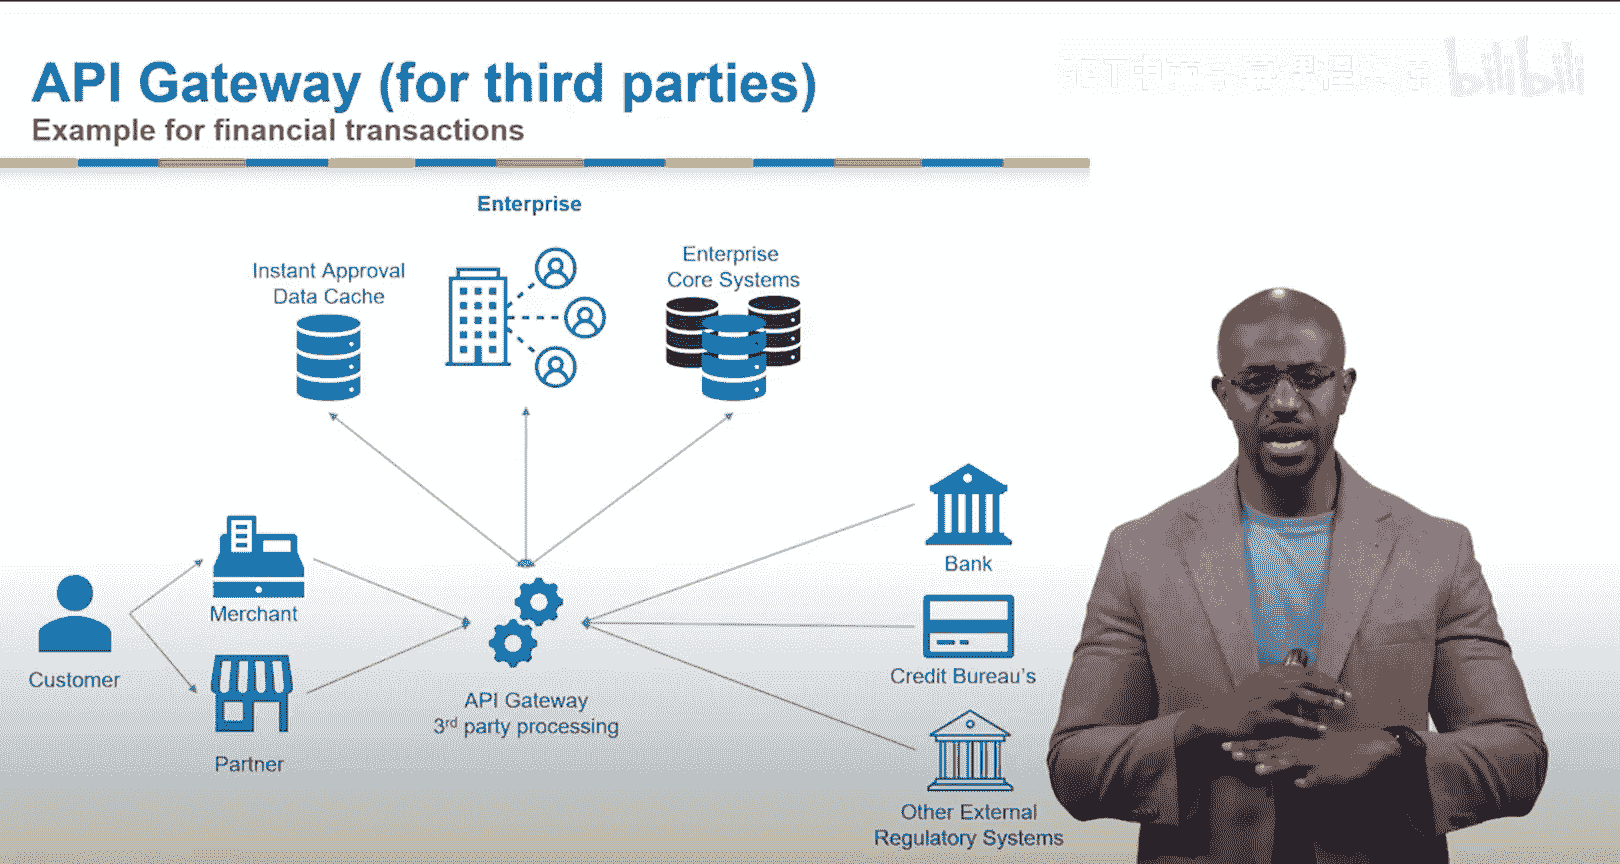 API Gateway (for third parties)
Example for financial transactions
bilibili
Enterprise
Instant Approval
Data Cache
Enterprise
Core Systems
Bank
Merchant
Customer
Credit Bureau's
API Gateway
3rd party processing
Partner
Other External
Regulatory Systems